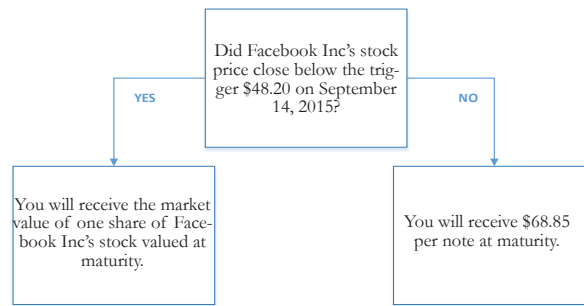 Did Facebook Inc's stock
price close below the trig-
ger $48.20 on September
14, 2015?
YES
NO
You will receive the market
value of one share of Face-
book Inc's stock valued at
maturity.
You will receive $68.85
per note at maturity.